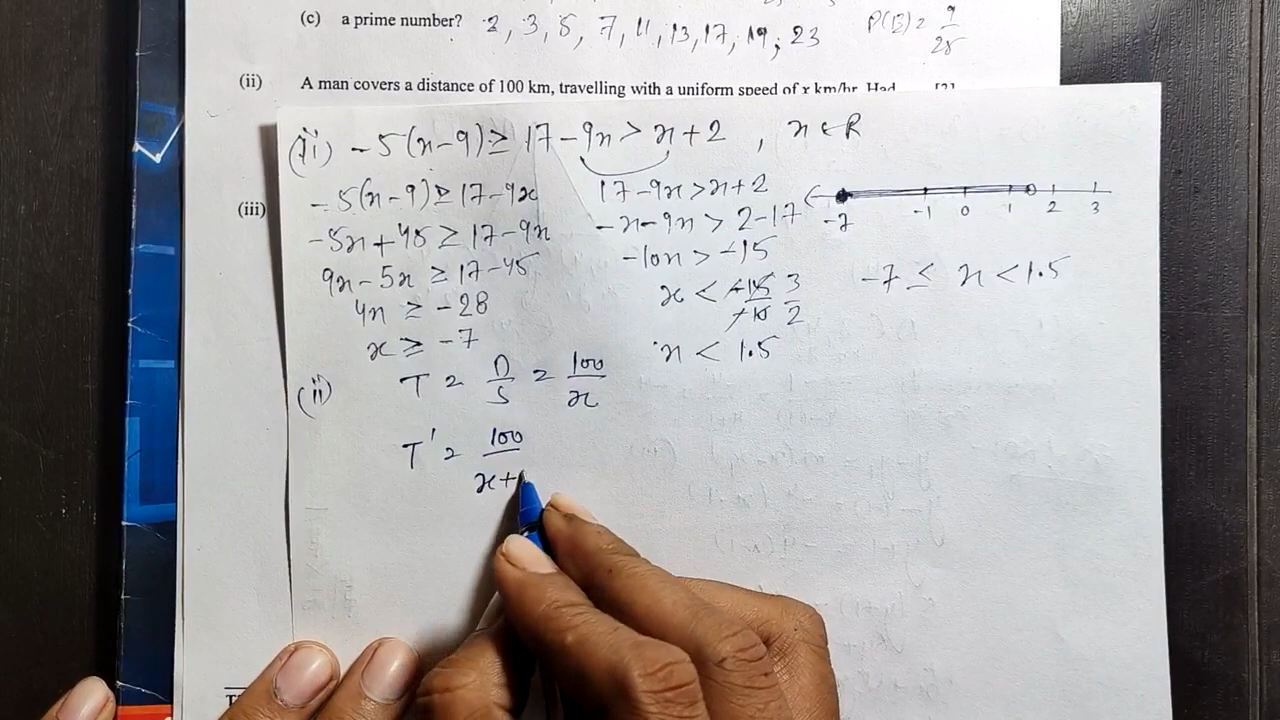 (c) a prime number? 2, 3, 5, 7, 11, 13, 17, 19, 23 P(B) = 9/25
(ii) A man covers a distance of 100 km, travelling with a uniform speed of x km/hr. Had [2]
(ii) -5(x-9) ≥ 17-9x > x+2 , x ∈ R
-5(x-9) ≥ 17-9x
-5x+45 ≥ 17-9x
9x-5x ≥ 17-45
4x ≥ -28
x ≥ -7
17-9x > x+2
-x-9x > 2-17
-10x > -15
x < -15/-10 3/2
x < 1.5
-7 -1 0 1 2 3
-7 ≤ x < 1.5
(iii)
(ii) T = D/S = 100/x
T' = 100/x+